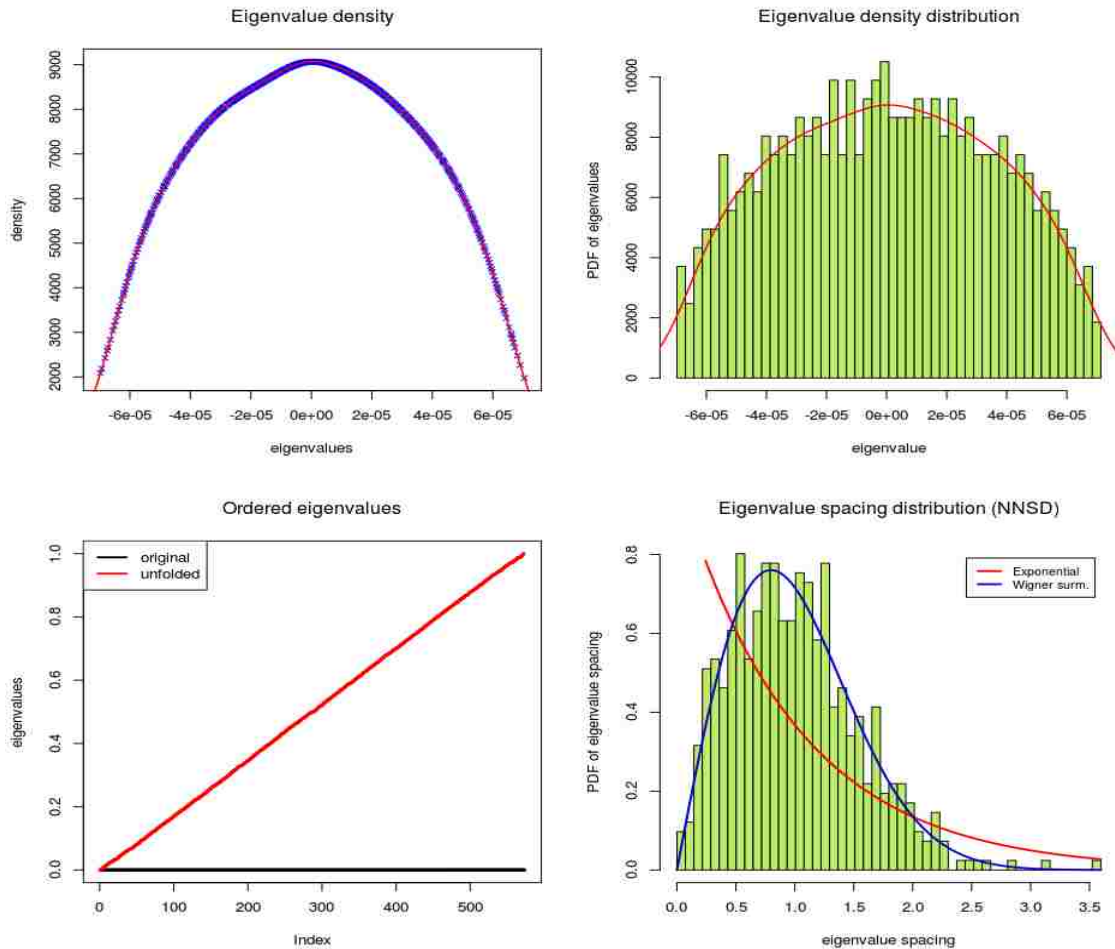 Eigenvalue density
density
2000 3000 4000 5000 6000 7000 8000 9000
-6e-05 -4e-05 -2e-05 0e+00 2e-05 4e-05 6e-05
eigenvalues
Eigenvalue density distribution
PDF of eigenvalues
0 2000 4000 6000 8000 10000
-6e-05 -4e-05 -2e-05 0e+00 2e-05 4e-05 6e-05
eigenvalue
Ordered eigenvalues
eigenvalues
0.0 0.2 0.4 0.6 0.8 1.0
original
unfolded
0 100 200 300 400 500
Index
Eigenvalue spacing distribution (NNSD)
PDF of eigenvalue spacing
0.0 0.2 0.4 0.6 0.8
Exponential
Wigner surm.
0.0 0.5 1.0 1.5 2.0 2.5 3.0 3.5
eigenvalue spacing